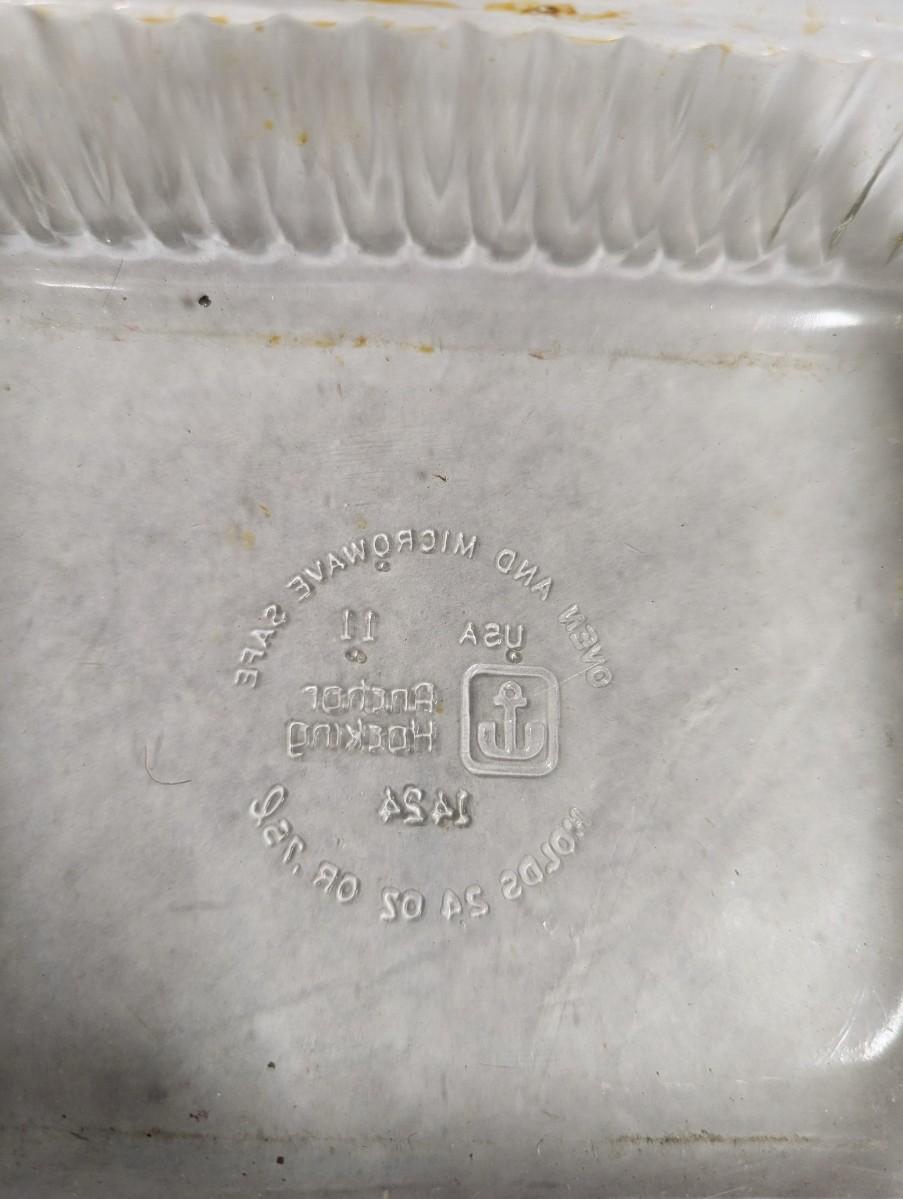 OVEN AND MICROWAVE SAFE
USA 11
Anchor
Hocking
1424
HOLDS 24 OZ OR .75ℓ